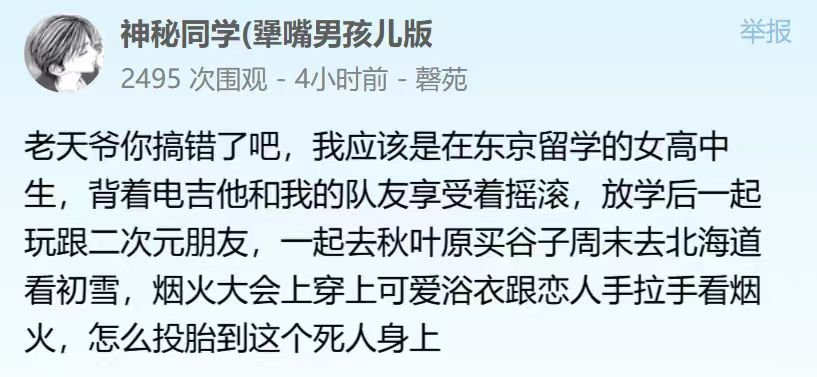 神秘同学(犟嘴男孩儿版
举报
2495 次围观 - 4小时前 - 磬苑
老天爷你搞错了吧，我应该是在东京留学的女高中
生，背着电吉他和我的队友享受着摇滚，放学后一起
玩跟二次元朋友，一起去秋叶原买谷子周末去北海道
看初雪，烟火大会上穿上可爱浴衣跟恋人手拉手看烟
火，怎么投胎到这个死人身上